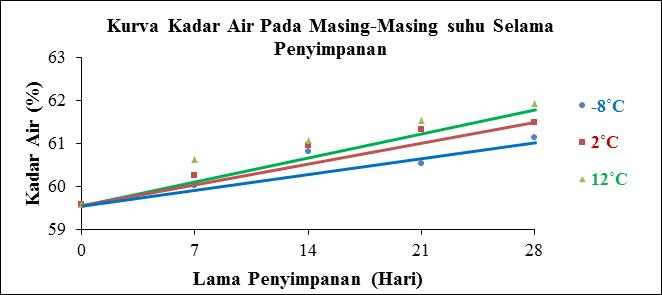 Kurva Kadar Air Pada Masing-Masing suhu Selama
Penyimpanan
63
62
61
60
59
Kadar Air (%)
0 7 14 21 28
Lama Penyimpanan (Hari)
-8˚C
2˚C
12˚C